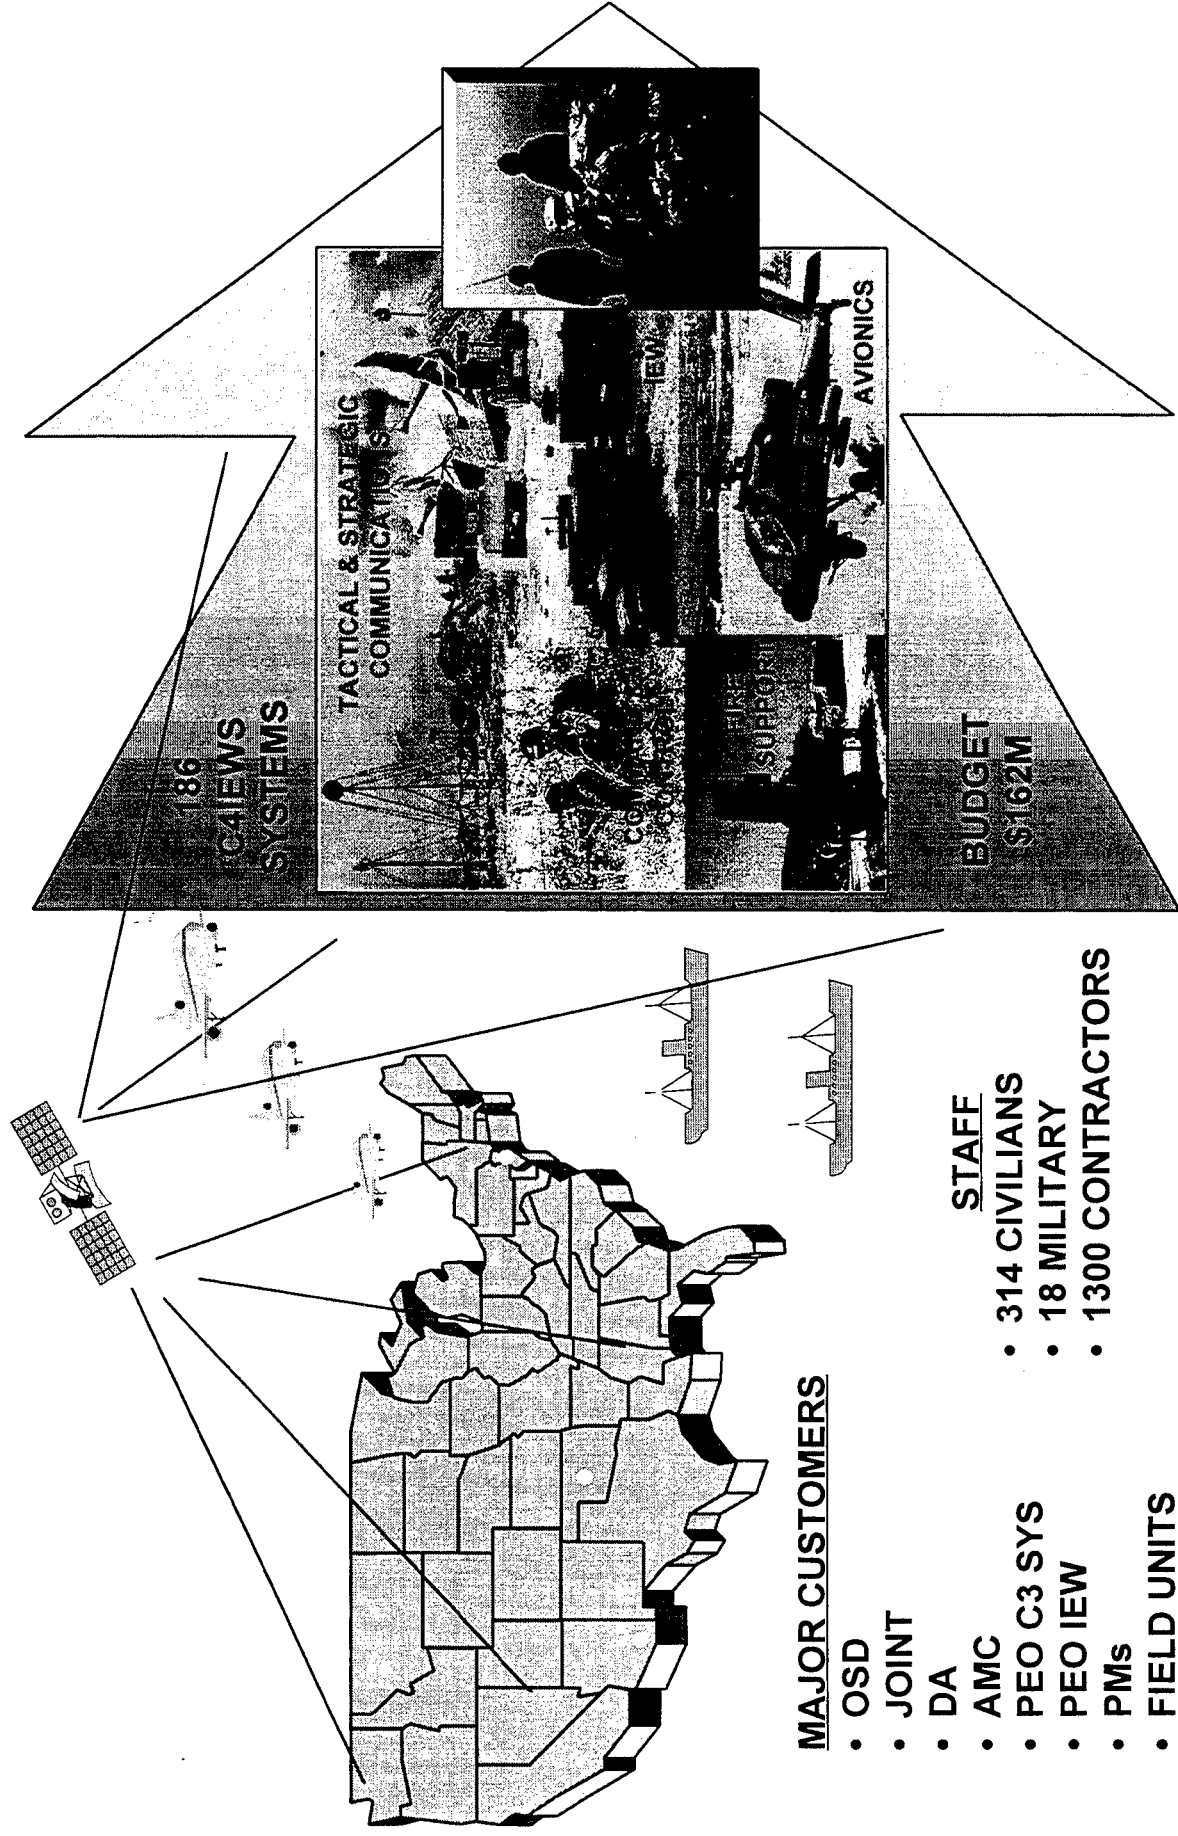 186
C4IEWS
SYSTEMS
TACTICAL & STRATEGIC
COMMUNICATIONS
IEW
AVIONICS
FIRE
SUPPORT
BUDGET
$162M
MAJOR CUSTOMERS
• OSD
• JOINT
• DA
• AMC
• PEO C3 SYS
• PEO IEW
• PMs
• FIELD UNITS
STAFF
• 314 CIVILIANS
• 18 MILITARY
• 1300 CONTRACTORS